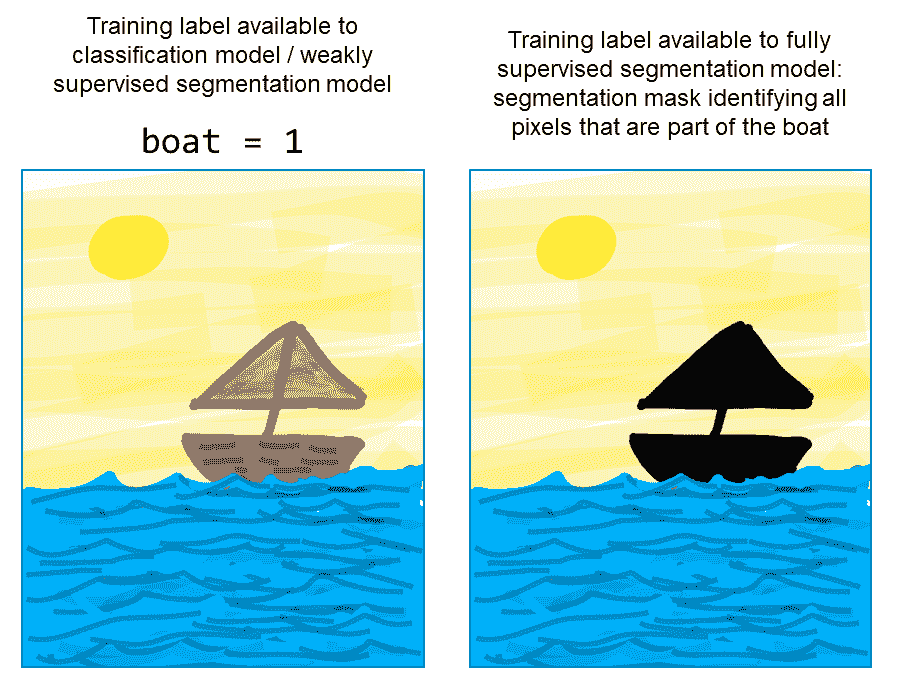 Training label available to
classification model / weakly
supervised segmentation model
boat = 1
Training label available to fully
supervised segmentation model:
segmentation mask identifying all
pixels that are part of the boat